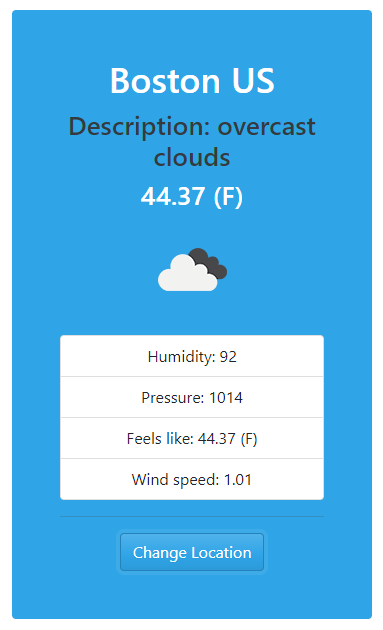 Boston US
Description: overcast
clouds
44.37 (F)
Humidity: 92
Pressure: 1014
Feels like: 44.37 (F)
Wind speed: 1.01
Change Location